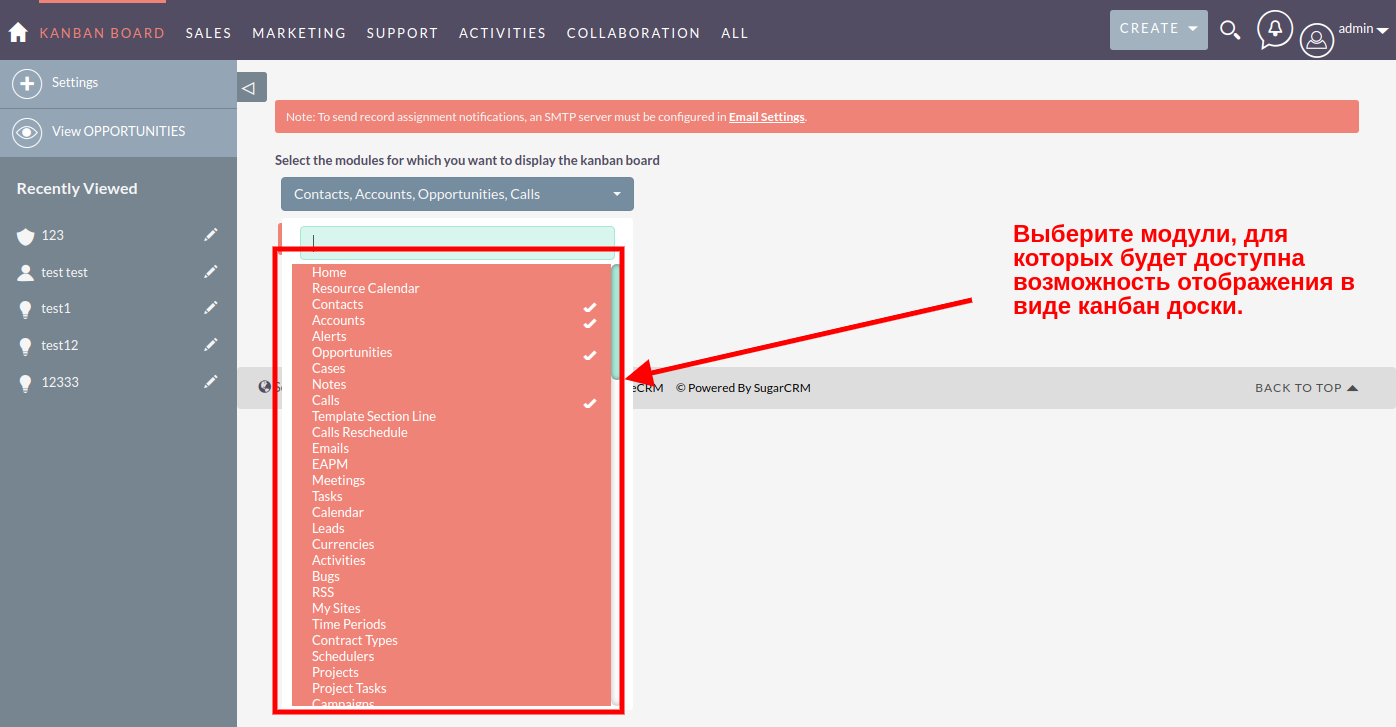 KANBAN BOARD SALES MARKETING SUPPORT ACTIVITIES COLLABORATION ALL CREATE admin
Settings
View OPPORTUNITIES
Recently Viewed
123
test test
test1
test12
12333
Note: To send record assignment notifications, an SMTP server must be configured in Email Settings.
Select the modules for which you want to display the kanban board
Contacts, Accounts, Opportunities, Calls
Home
Resource Calendar
Contacts
Accounts
Alerts
Opportunities
Cases
Notes
Calls
Template Section Line
Calls Reschedule
Emails
EAPM
Meetings
Tasks
Calendar
Leads
Currencies
Activities
Bugs
RSS
My Sites
Time Periods
Contract Types
Schedulers
Projects
Project Tasks
Campaigns
Выберите модули, для
которых будет доступна
возможность отображения в
виде канбан доски.
eCRM © Powered By SugarCRM BACK TO TOP